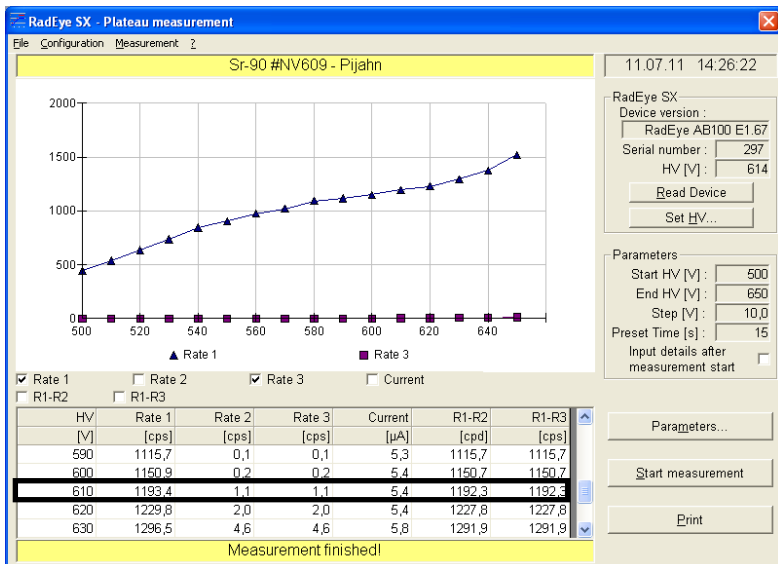 RadEye SX - Plateau measurement
File Configuration Measurement ?
Sr-90 #NV609 - Pijahn
11.07.11 14:26:22
2000
1500
1000
500
0
500 520 540 560 580 600 620 640
Rate 1 Rate 3
RadEye SX
Device version :
RadEye AB100 E1.67
Serial number : 297
HV [V] : 614
Read Device
Set HV...
Parameters
Start HV [V] : 500
End HV [V] : 650
Step [V] : 10,0
Preset Time [s] : 15
Input details after
measurement start
Rate 1 Rate 2 Rate 3 Current
R1-R2 R1-R3
HV Rate 1 Rate 2 Rate 3 Current R1-R2 R1-R3
[V] [cps] [cps] [cps] [µA] [cpd] [cps]
590 1115,7 0,1 0,1 5,3 1115,7 1115,7
600 1150,9 0,2 0,2 5,4 1150,7 1150,7
610 1193,4 1,1 1,1 5,4 1192,3 1192,3
620 1229,8 2,0 2,0 5,4 1227,8 1227,8
630 1296,5 4,6 4,6 5,8 1291,9 1291,9
Measurement finished!
Parameters...
Start measurement
Print